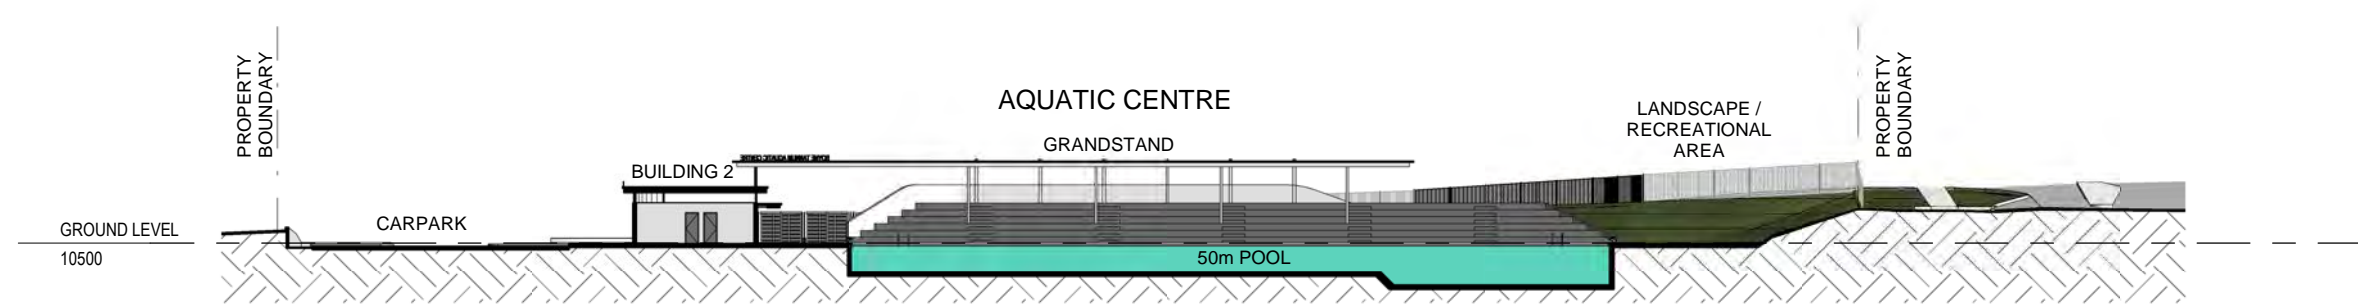 PROPERTY
BOUNDARY
AQUATIC CENTRE
GRANDSTAND
LANDSCAPE /
RECREATIONAL
AREA
PROPERTY
BOUNDARY
BUILDING 2
CARPARK
GROUND LEVEL
10500
50m POOL